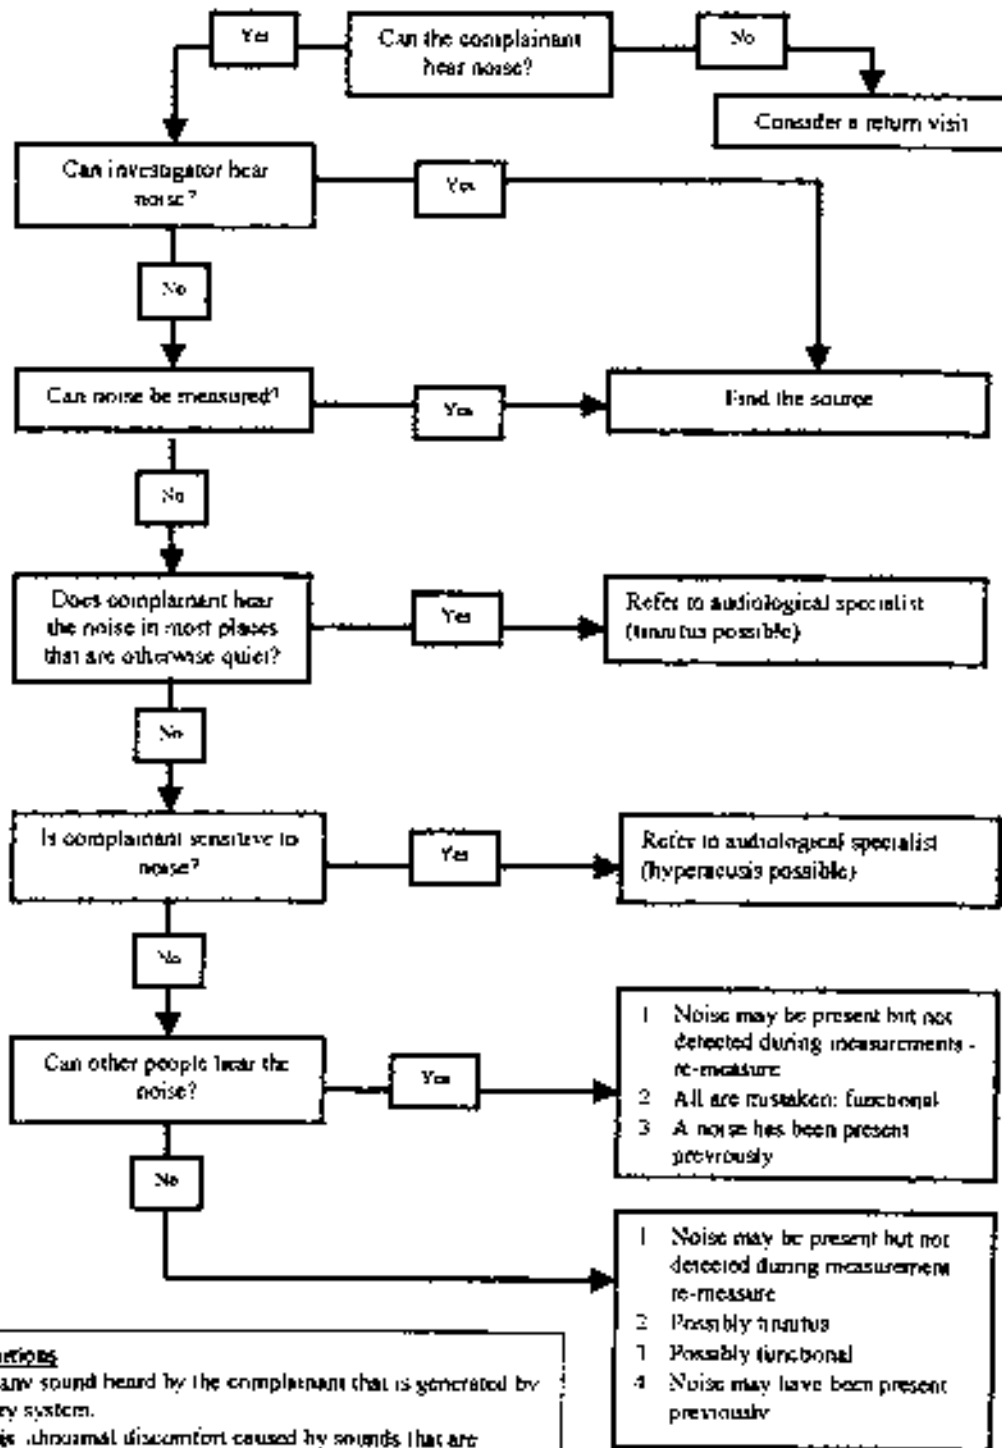 Yes
Can the complainant
hear noise?
No
Consider a return visit
Can investigator hear
noise?
Yes
No
Can noise be measured?
Yes
Find the source
No
Does complainant hear
the noise in most places
that are otherwise quiet?
Yes
Refer to audiological specialist
(tinnitus possible)
No
Is complainant sensitive to
noise?
Yes
Refer to audiological specialist
(hyperacusis possible)
No
Can other people hear the
noise?
Yes
1 Noise may be present but not
detected during measurements -
re-measure
2 All are mistaken: functional
3 A noise has been present
previously
No
1 Noise may be present but not
detected during measurement
re-measure
2 Possibly tinnitus
3 Possibly functional
4 Noise may have been present
previously
any sound heard by the complainant that is generated by
system.
abnormal discomfort caused by sounds that are